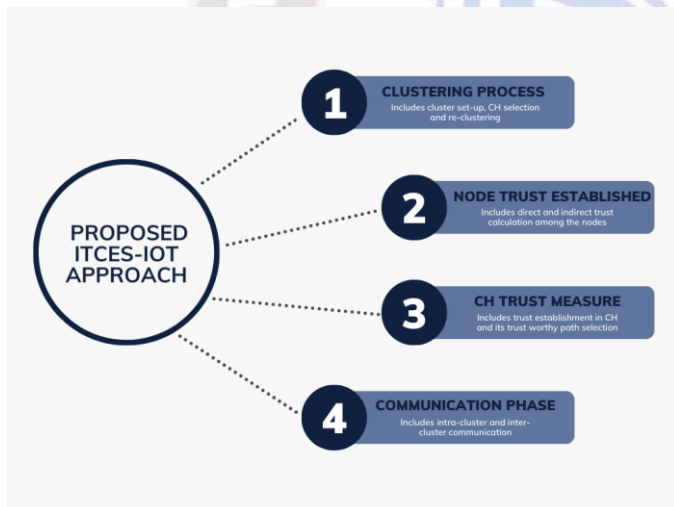 PROPOSED
ITCES-IOT
APPROACH
1
CLUSTERING PROCESS
Includes cluster set-up, CH selection
and re-clustering
2
NODE TRUST ESTABLISHED
Includes direct and indirect trust
calculation among the nodes
3
CH TRUST MEASURE
Includes trust establishment in CH
and its trust worthy path selection
4
COMMUNICATION PHASE
Includes intra-cluster and inter-
cluster communication